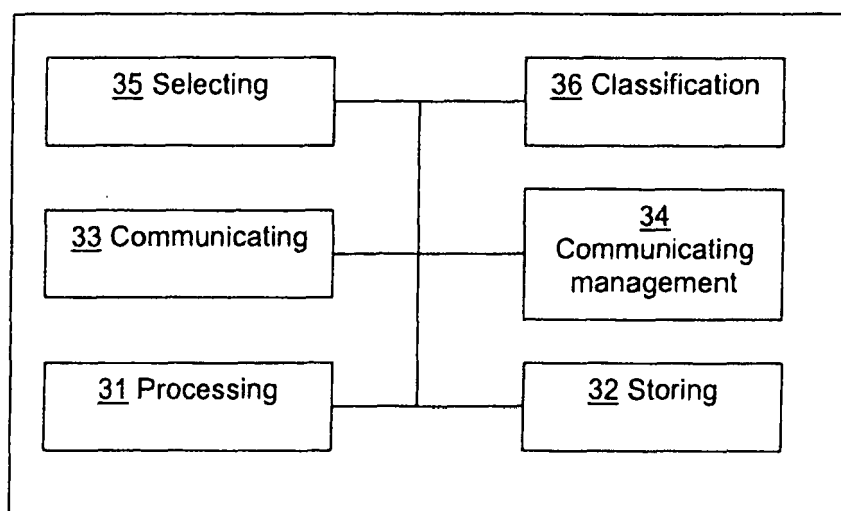 35 Selecting
36 Classification
33 Communicating
34
Communicating
management
31 Processing
32 Storing